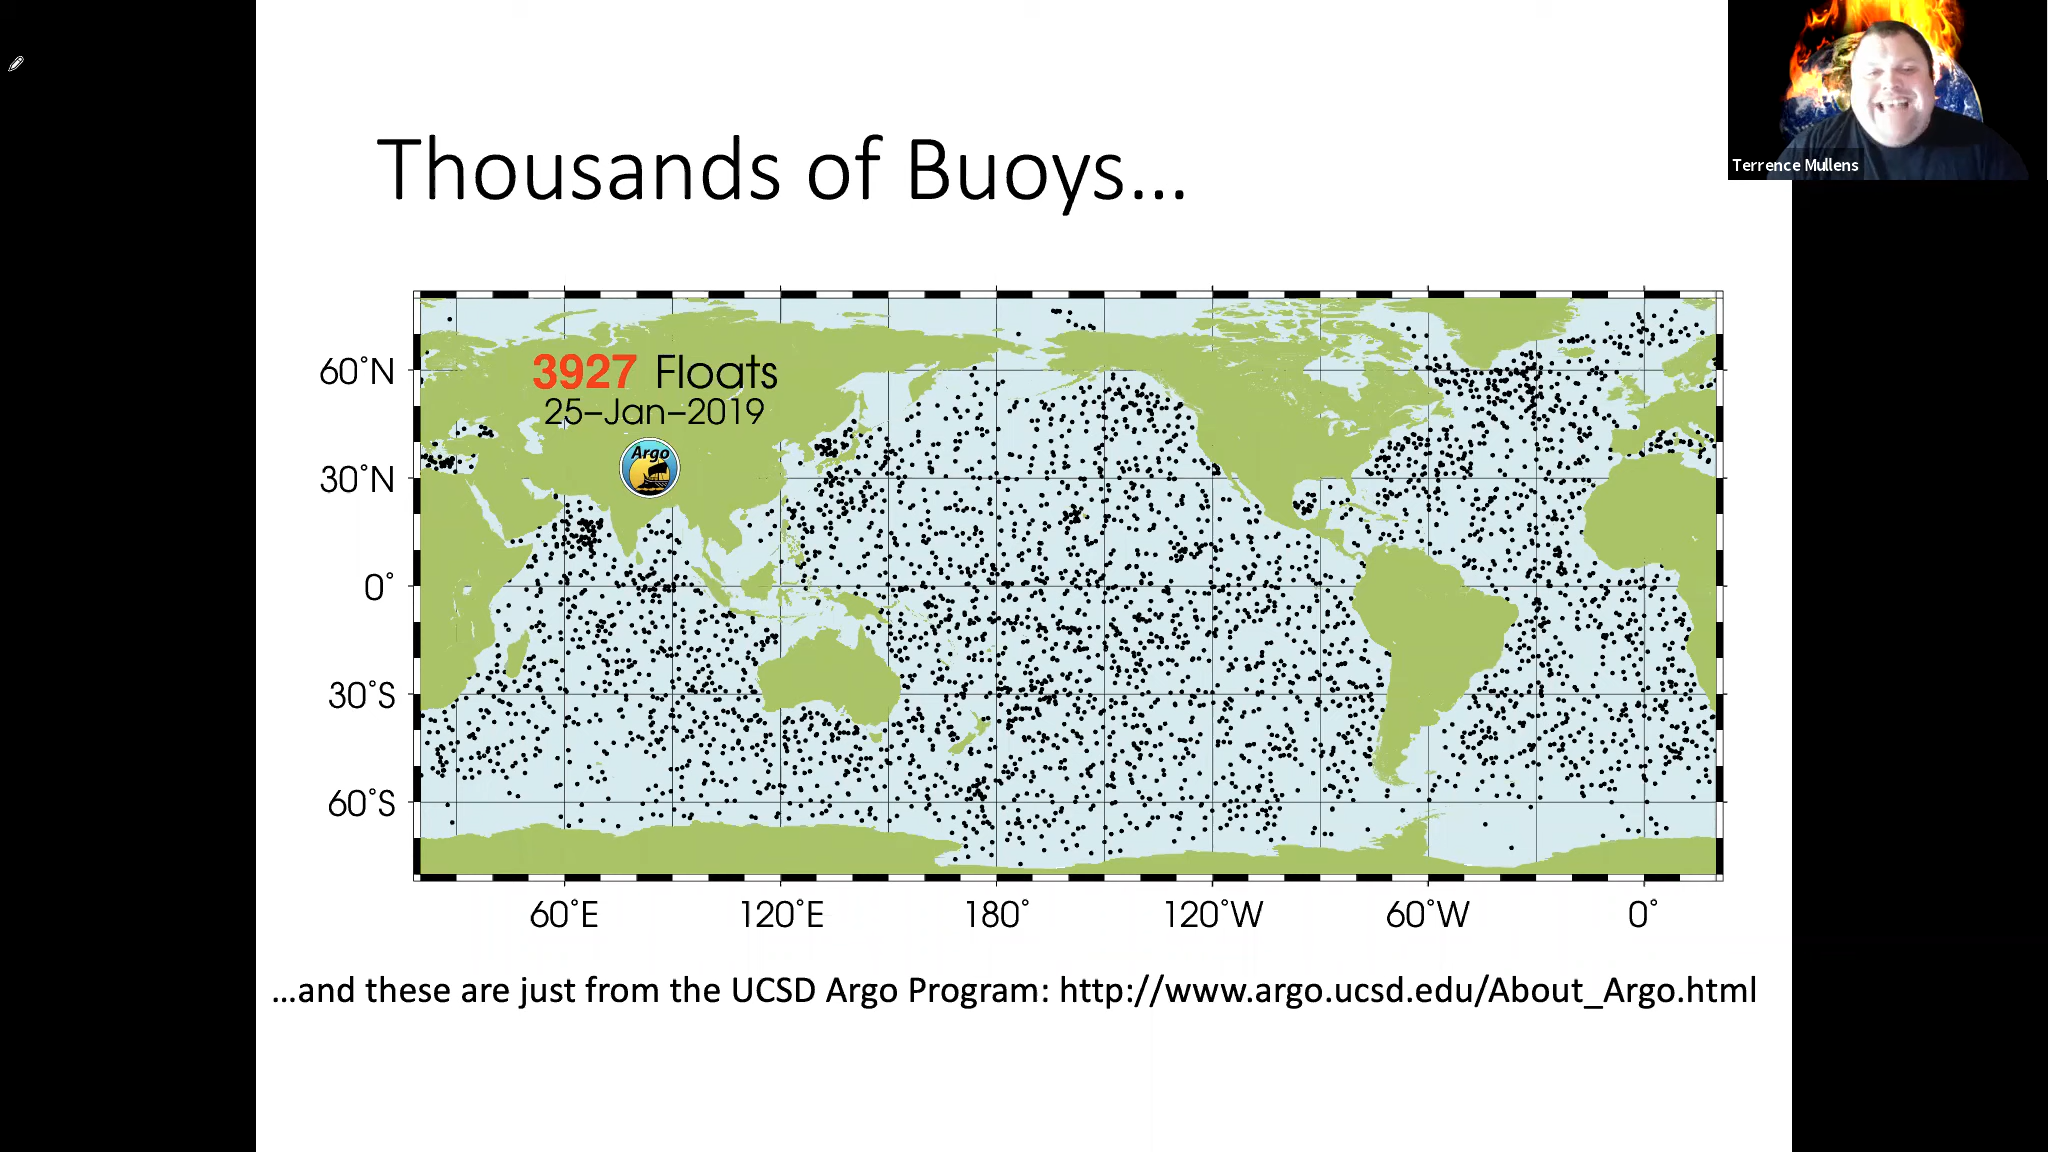 Thousands of Buoys...
Terrence Mullens
3927 Floats
25–Jan–2019
Argo
60°N
30°N
0°
30°S
60°S
60°E 120°E 180° 120°W 60°W 0°
...and these are just from the UCSD Argo Program: http://www.argo.ucsd.edu/About_Argo.html